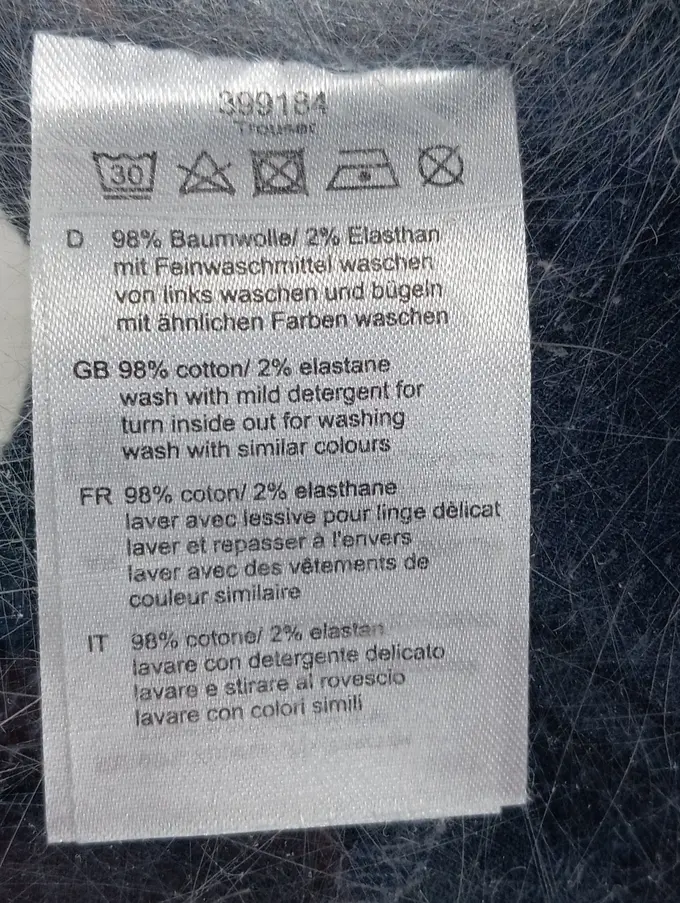 399184
Trouser
30
D 98% Baumwolle/ 2% Elasthan
mit Feinwaschmittel waschen
von links waschen und bügeln
mit ähnlichen Farben waschen
GB 98% cotton/ 2% elastane
wash with mild detergent for
turn inside out for washing
wash with similar colours
FR 98% coton/ 2% elasthane
laver avec lessive pour linge dèlicat
laver et repasser à l'envers
laver avec des vêtements de
couleur similaire
IT 98% cotone/ 2% elastan
lavare con detergente delicato
lavare e stirare al rovescio
lavare con colori simili